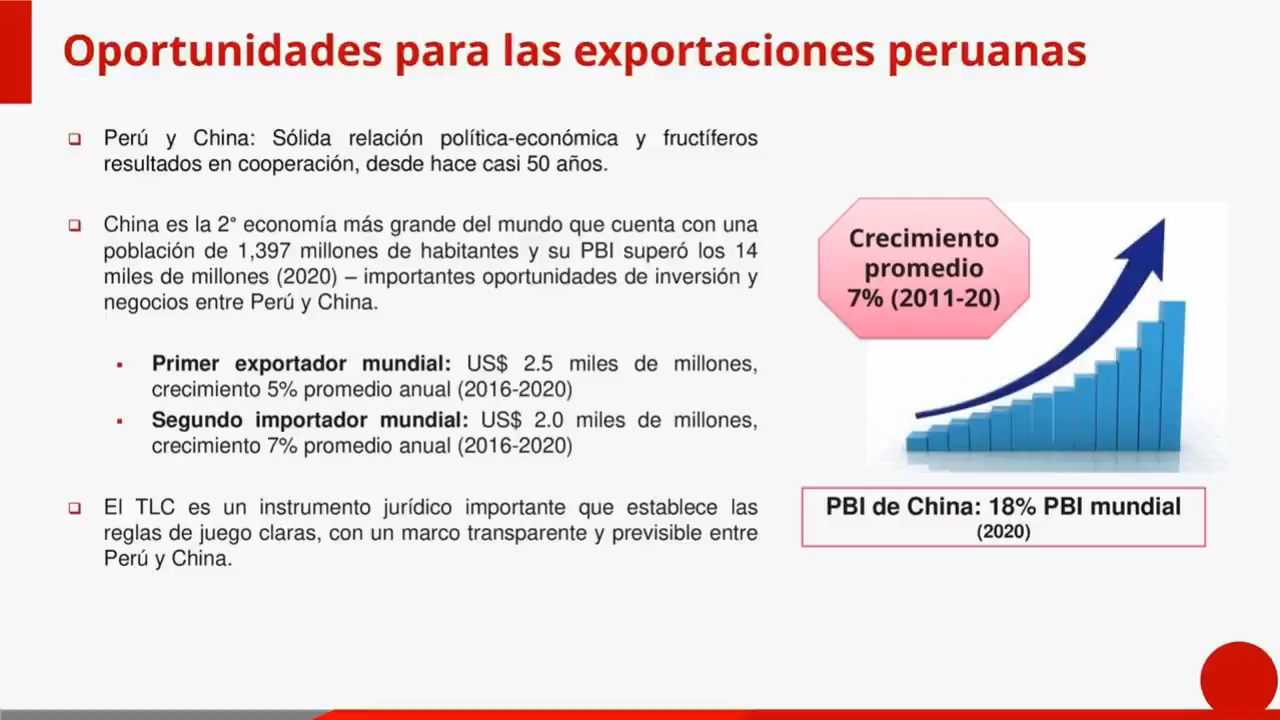 Oportunidades para las exportaciones peruanas
Perú y China: Sólida relación política-económica y fructíferos
resultados en cooperación, desde hace casi 50 años.
China es la 2° economía más grande del mundo que cuenta con una
población de 1,397 millones de habitantes y su PBI superó los 14
miles de millones (2020) – importantes oportunidades de inversión y
negocios entre Perú y China.
Primer exportador mundial: US$ 2.5 miles de millones,
crecimiento 5% promedio anual (2016-2020)
Segundo importador mundial: US$ 2.0 miles de millones,
crecimiento 7% promedio anual (2016-2020)
El TLC es un instrumento jurídico importante que establece las
reglas de juego claras, con un marco transparente y previsible entre
Perú y China.
Crecimiento
promedio
7% (2011-20)
PBI de China: 18% PBI mundial
(2020)